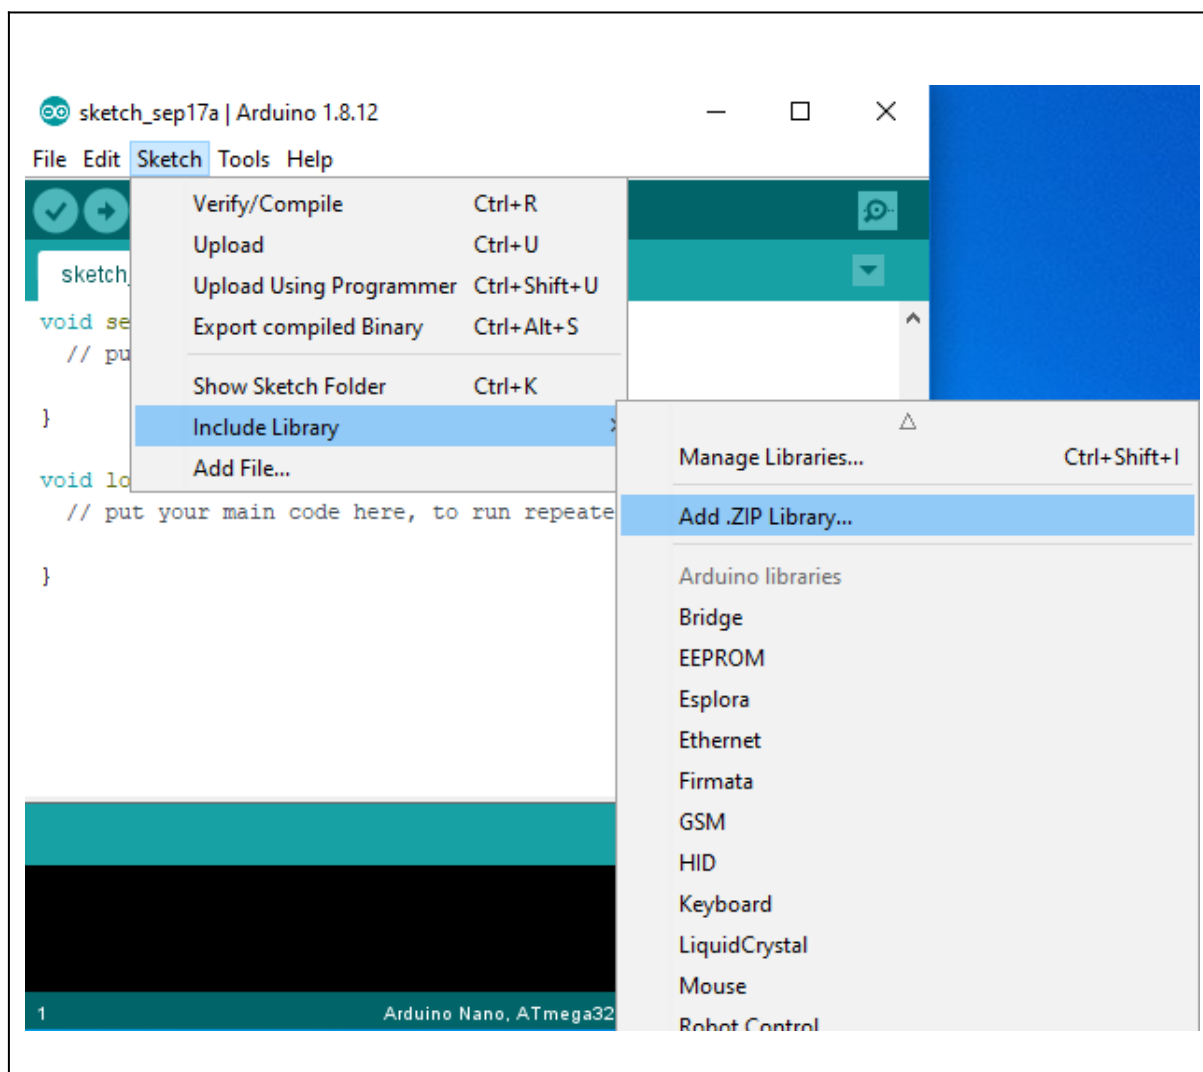 sketch_sep17a | Arduino 1.8.12
File Edit Sketch Tools Help
Verify/Compile Ctrl+R
Upload Ctrl+U
Upload Using Programmer Ctrl+Shift+U
Export compiled Binary Ctrl+Alt+S
Show Sketch Folder Ctrl+K
Include Library
Add File...
sketch_
void se
// pu
}
void lo
// put your main code here, to run repeate
}
Manage Libraries... Ctrl+Shift+I
Add .ZIP Library...
Arduino libraries
Bridge
EEPROM
Esplora
Ethernet
Firmata
GSM
HID
Keyboard
LiquidCrystal
Mouse
Robot Control
1 Arduino Nano, ATmega32